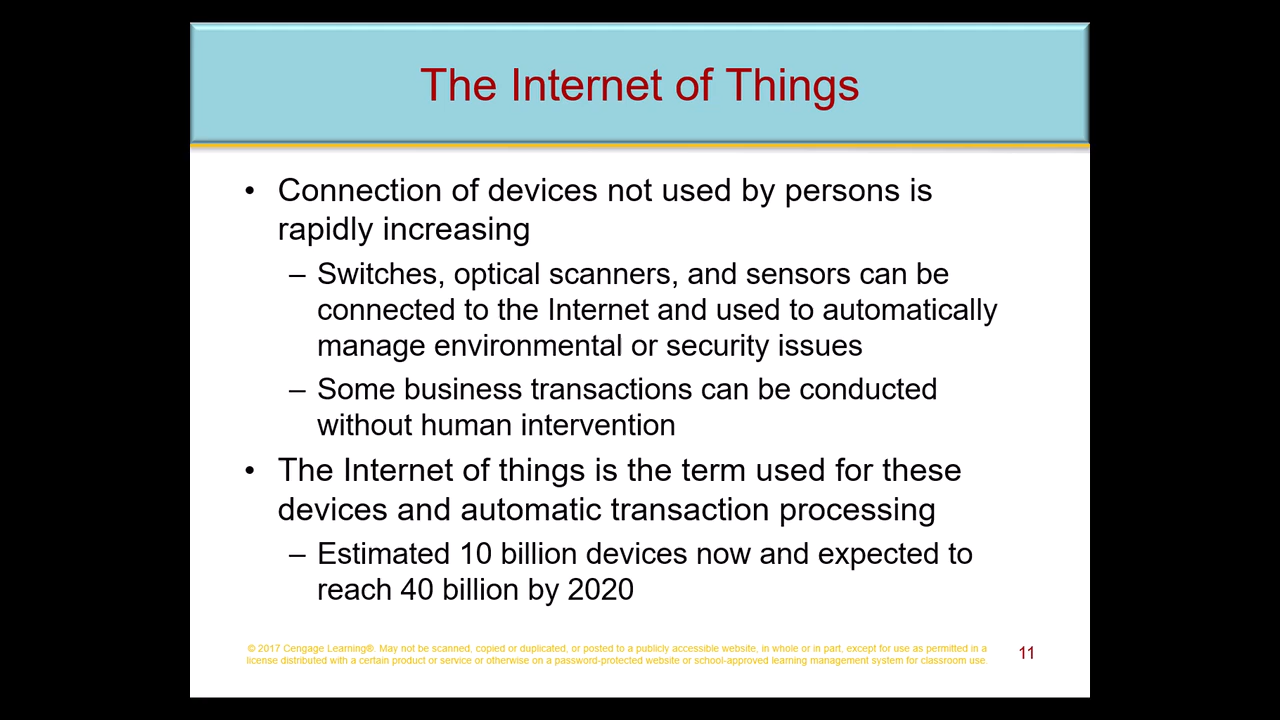 The Internet of Things
• Connection of devices not used by persons is
rapidly increasing
– Switches, optical scanners, and sensors can be
connected to the Internet and used to automatically
manage environmental or security issues
– Some business transactions can be conducted
without human intervention
• The Internet of things is the term used for these
devices and automatic transaction processing
– Estimated 10 billion devices now and expected to
reach 40 billion by 2020
© 2017 Cengage Learning®. May not be scanned, copied or duplicated, or posted to a publicly accessible website, in whole or in part, except for use as permitted in a
license distributed with a certain product or service or otherwise on a password-protected website or school-approved learning management system for classroom use.
11